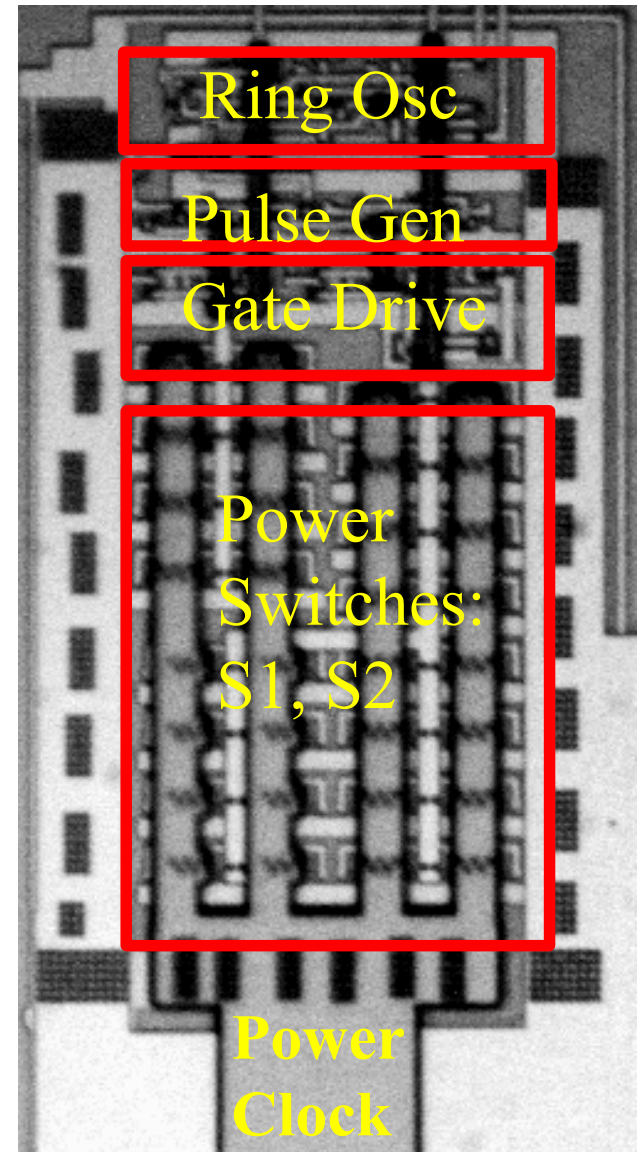 Ring Osc
Pulse Gen
Gate Drive
Power
Switches:
S1, S2
Power
Clock